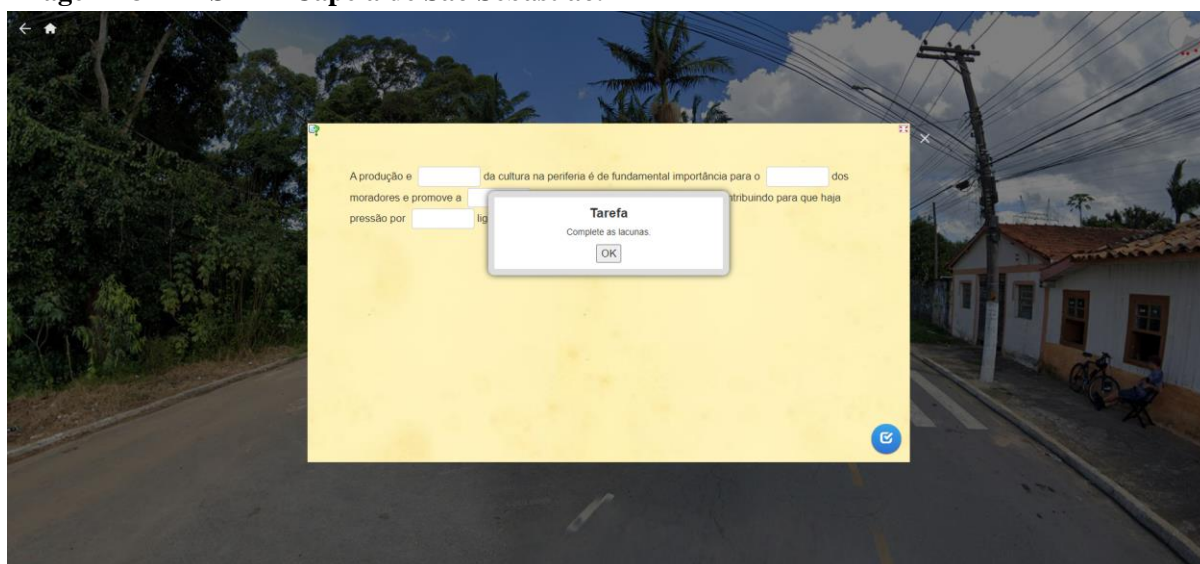 A produção e da cultura na periferia é de fundamental importância para o dos
moradores e promove a ntribuindo para que haja
pressão por lig
Tarefa
Complete as lacunas.
OK